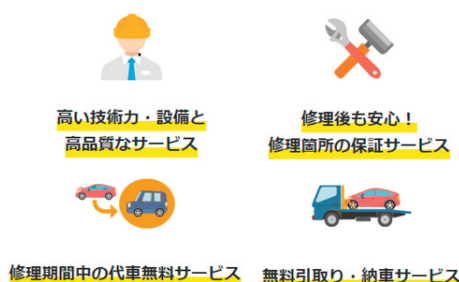 高い技術力・設備と
高品質なサービス
修理後も安心！
修理箇所の保証サービス
修理期間中の代車無料サービス
無料引取り・納車サービス